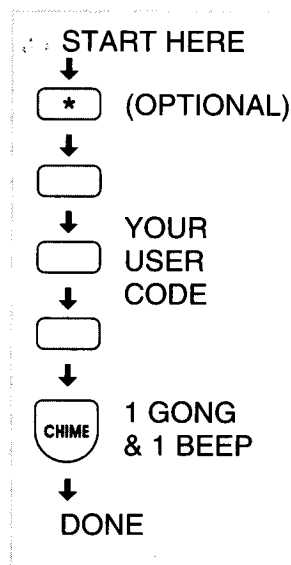 START HERE
* (OPTIONAL)
YOUR
USER
CODE
CHIME
1 GONG
& 1 BEEP
DONE